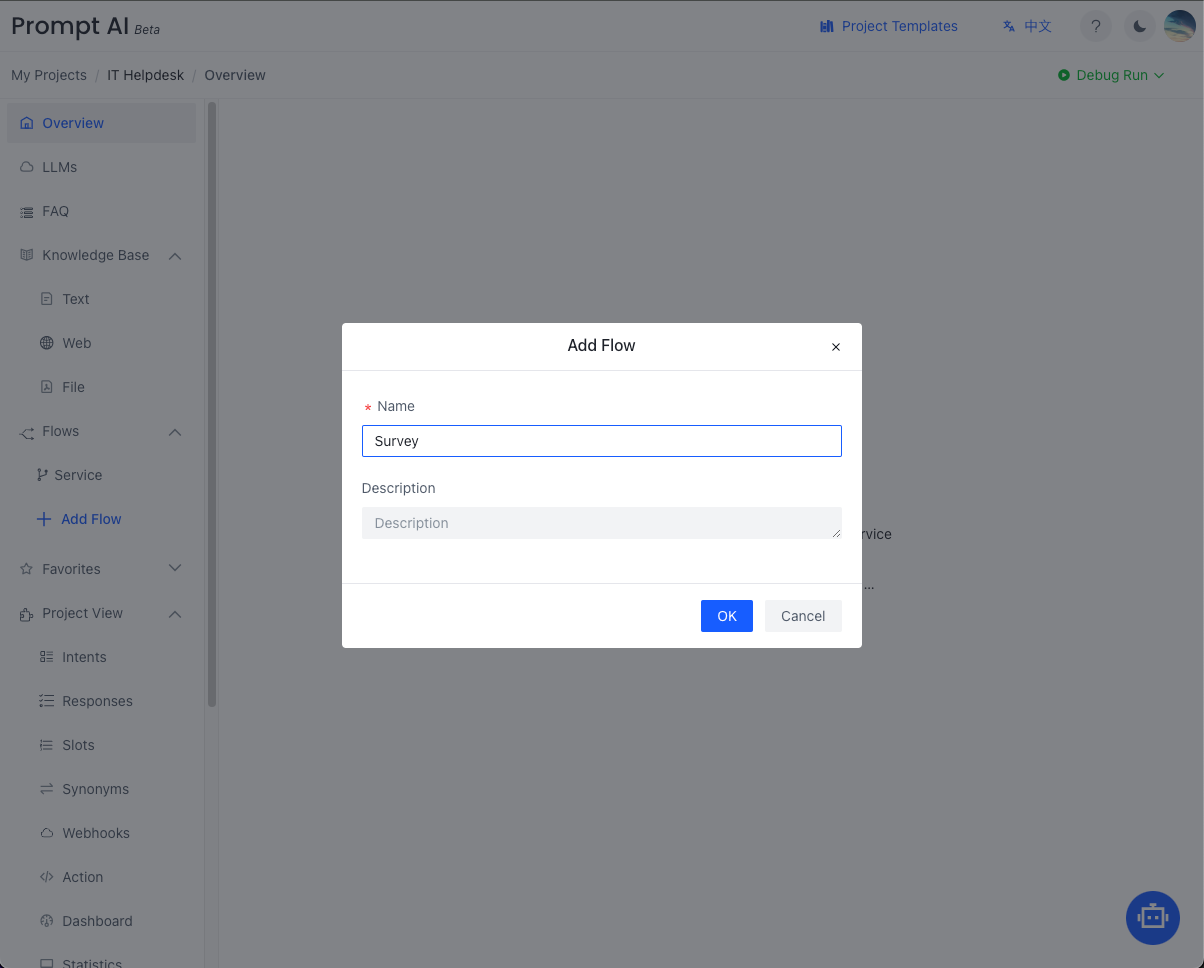 Prompt AI Beta
Project Templates
中文
?
My Projects / IT Helpdesk / Overview
Debug Run
Overview
LLMs
FAQ
Knowledge Base
Text
Web
File
Flows
Service
Add Flow
Favorites
Project View
Intents
Responses
Slots
Synonyms
Webhooks
Action
Dashboard
Statistics
Add Flow
* Name
Survey
Description
Description
OK
Cancel
rvice
...